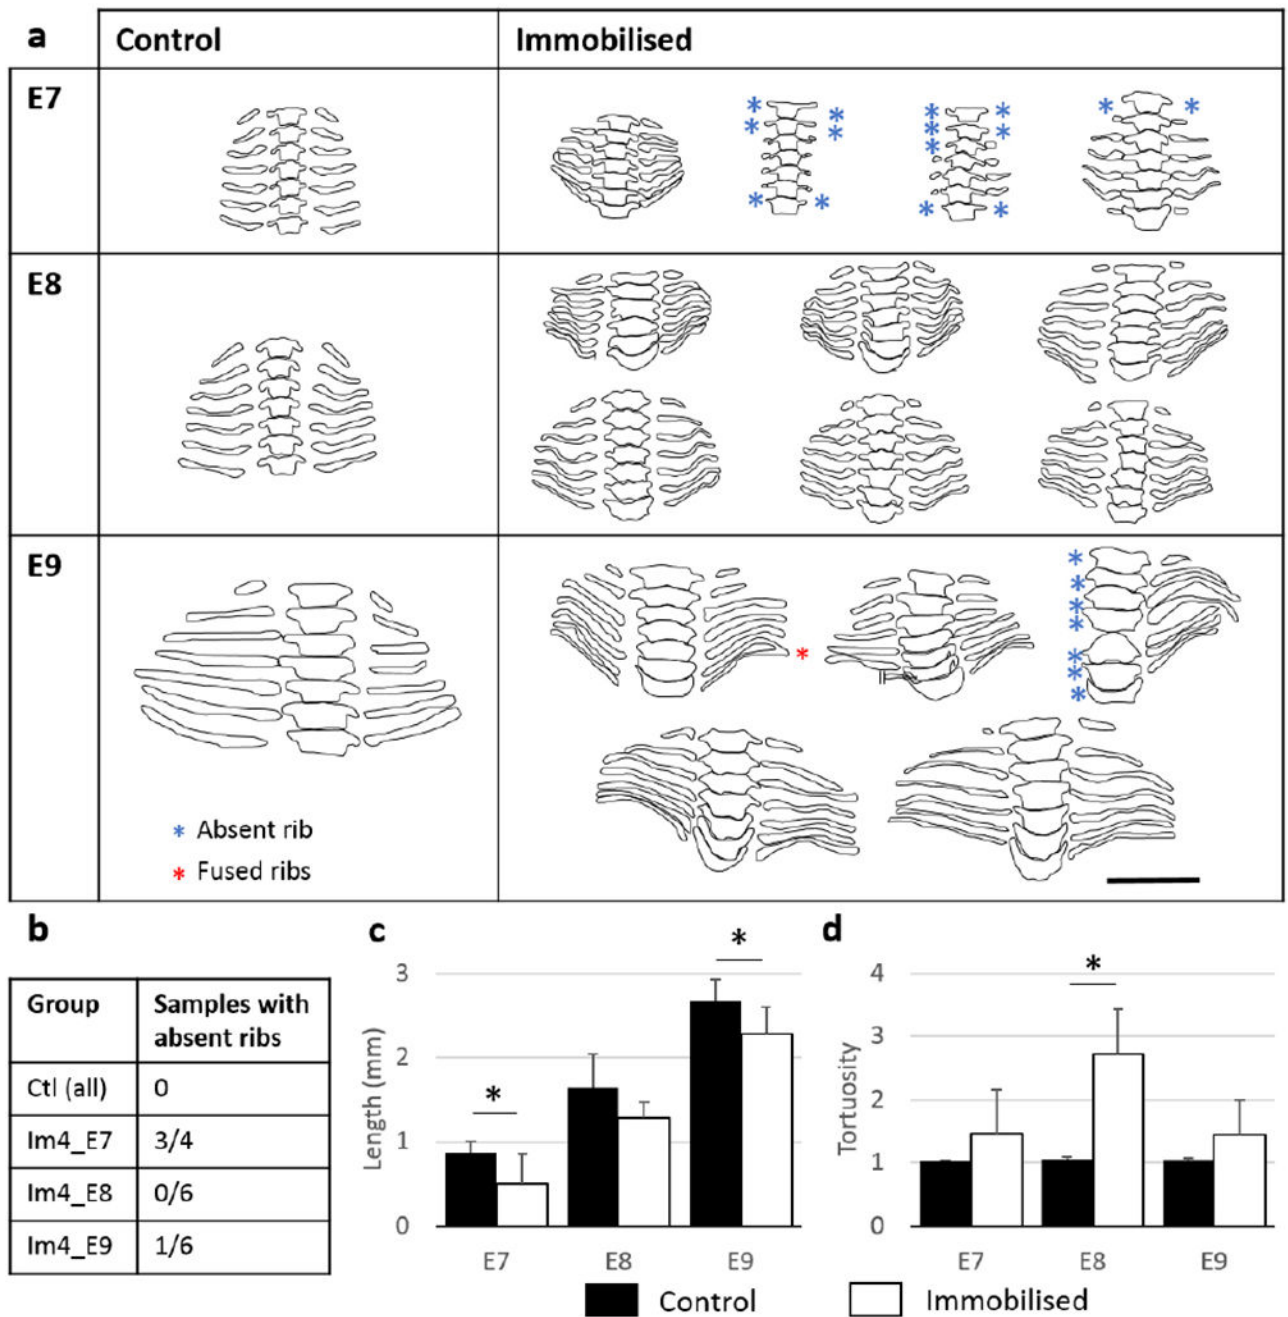 a
Control
Immobilised
E7
* * * * * * * * * * * * * * * *
E8
E9
* * * * * * * *
* Absent rib
* Fused ribs
b
Group
Samples with absent ribs
Ctl (all)
0
Im4_E7
3/4
Im4_E8
0/6
Im4_E9
1/6
c
Length (mm)
3
2
1
0
*
*
E7
E8
E9
d
Tortuosity
4
3
2
1
0
*
E7
E8
E9
Control
Immobilised